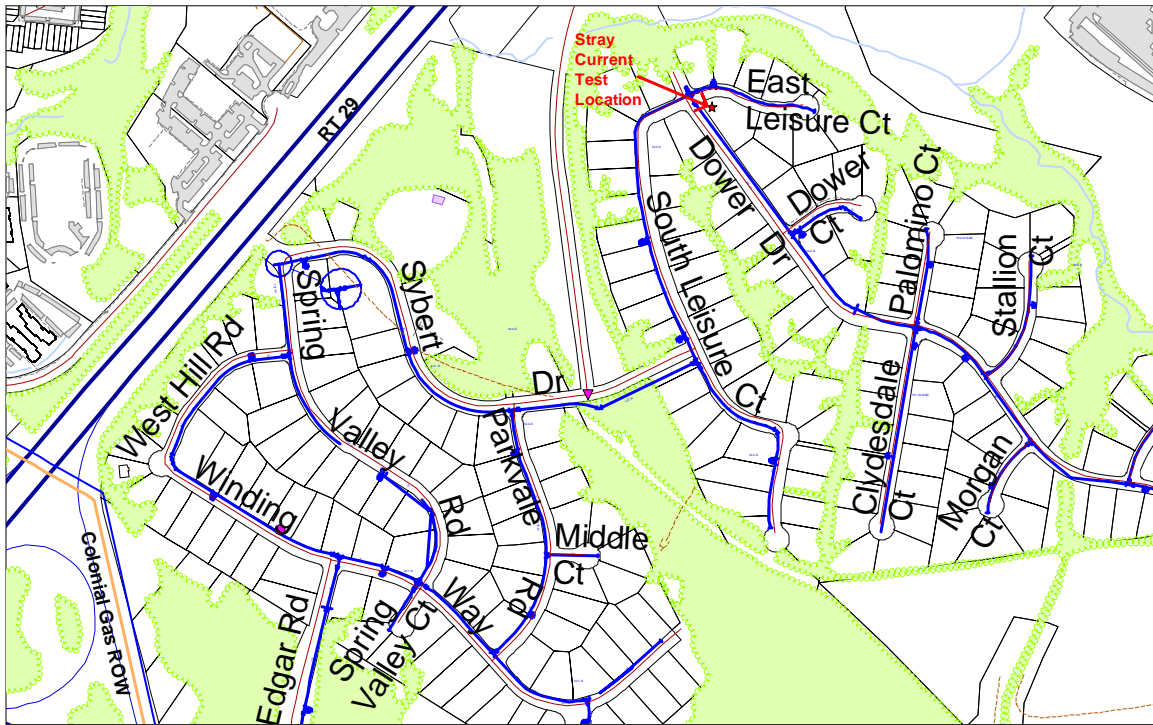 Stray
Current
Test
Location
East
Leisure Ct
RT 29
Dower
Dr
Dower
Ct
Palomino Ct
Stallion
Ct
South Leisure
Ct
Spring
Sybert
Dr
West Hill Rd
Valley
Rd
Parkvale
Rd
Clydesdale
Ct
Morgan
Ct
Winding
Way
Middle
Ct
Colonial Gas ROW
Edgar Rd
Spring
Valley Ct